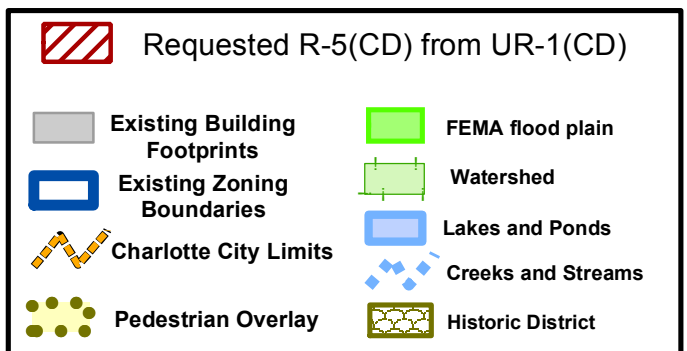 Requested R-5(CD) from UR-1(CD)
Existing Building
Footprints
Existing Zoning
Boundaries
Charlotte City Limits
Pedestrian Overlay
FEMA flood plain
Watershed
Lakes and Ponds
Creeks and Streams
Historic District